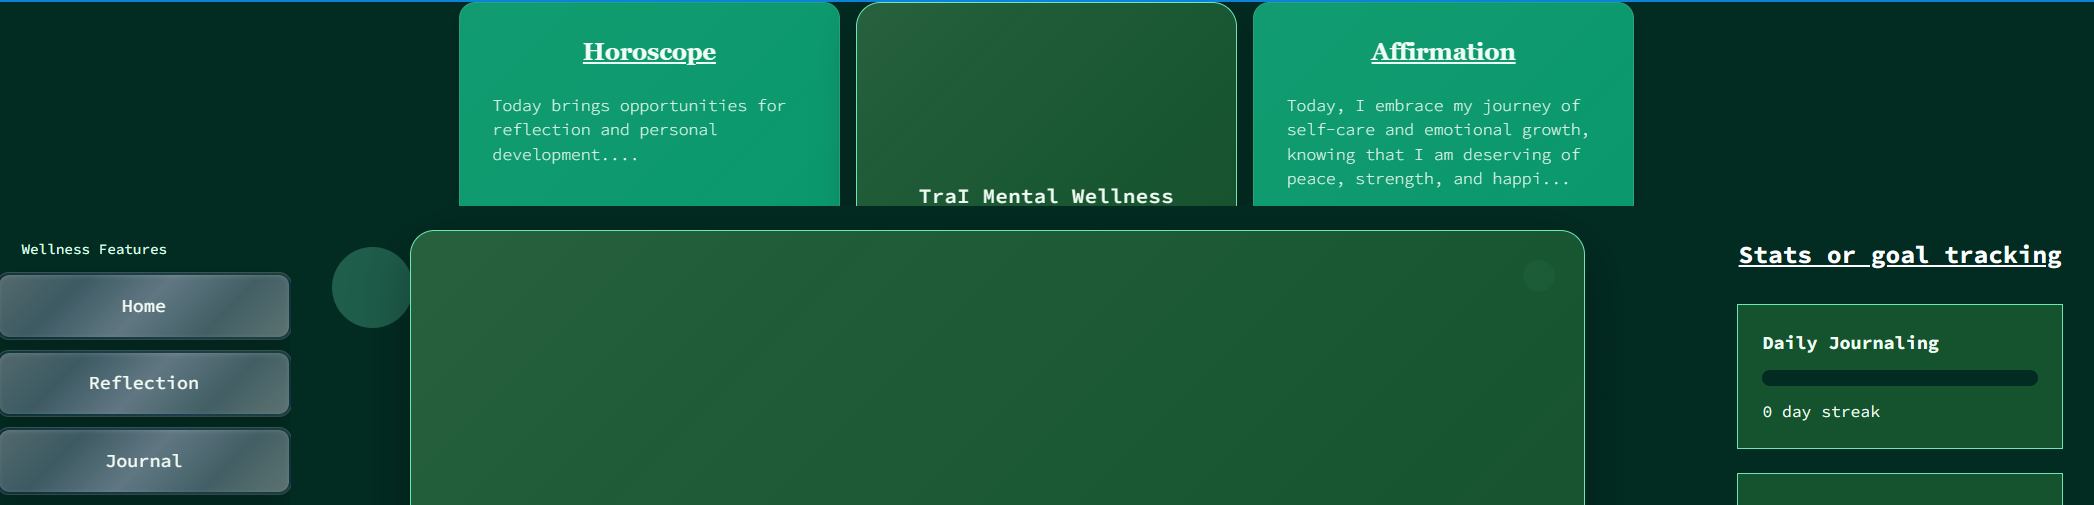 Horoscope
Today brings opportunities for
reflection and personal
development....
TraI Mental Wellness
Affirmation
Today, I embrace my journey of
self-care and emotional growth,
knowing that I am deserving of
peace, strength, and happi...
Wellness Features
Home
Reflection
Journal
Stats or goal tracking
Daily Journaling
0 day streak